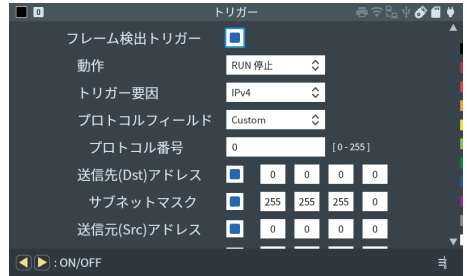 0 トリガー
フレーム検出トリガー
動作 RUN 停止
トリガー要因 IPv4
プロトコルフィールド Custom
プロトコル番号 0 [ 0 - 255 ]
送信先(Dst)アドレス 0 0 0 0
サブネットマスク 255 255 255 0
送信元(Src)アドレス 0 0 0 0
: ON/OFF